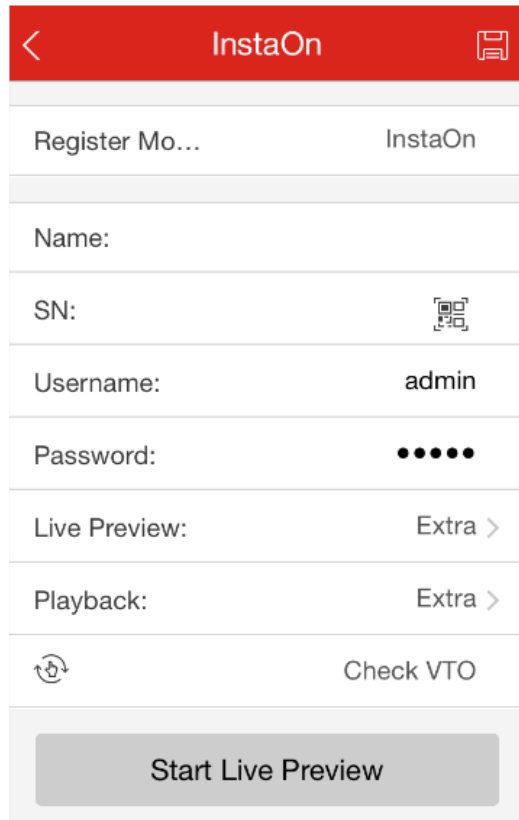 InstaOn
Register Mo... InstaOn
Name:
SN:
Username: admin
Password: •••••
Live Preview: Extra
Playback: Extra
Check VTO
Start Live Preview